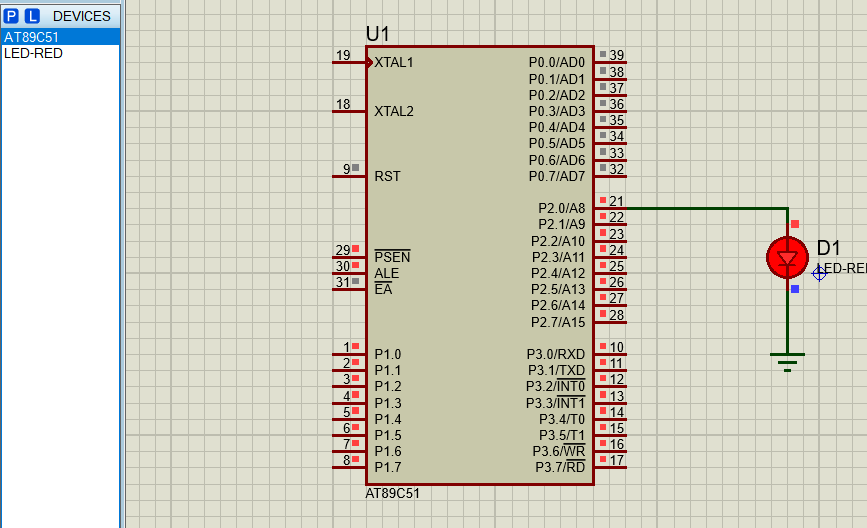 P L DEVICES
AT89C51
LED-RED
U1
19 XTAL1
18 XTAL2
9 RST
29 PSEN
30 ALE
31 EA
1 P1.0
2 P1.1
3 P1.2
4 P1.3
5 P1.4
6 P1.5
7 P1.6
8 P1.7
P0.0/AD0 39
P0.1/AD1 38
P0.2/AD2 37
P0.3/AD3 36
P0.4/AD4 35
P0.5/AD5 34
P0.6/AD6 33
P0.7/AD7 32
P2.0/A8 21
P2.1/A9 22
P2.2/A10 23
P2.3/A11 24
P2.4/A12 25
P2.5/A13 26
P2.6/A14 27
P2.7/A15 28
P3.0/RXD 10
P3.1/TXD 11
P3.2/INT0 12
P3.3/INT1 13
P3.4/T0 14
P3.5/T1 15
P3.6/WR 16
P3.7/RD 17
AT89C51
D1
LED-RE